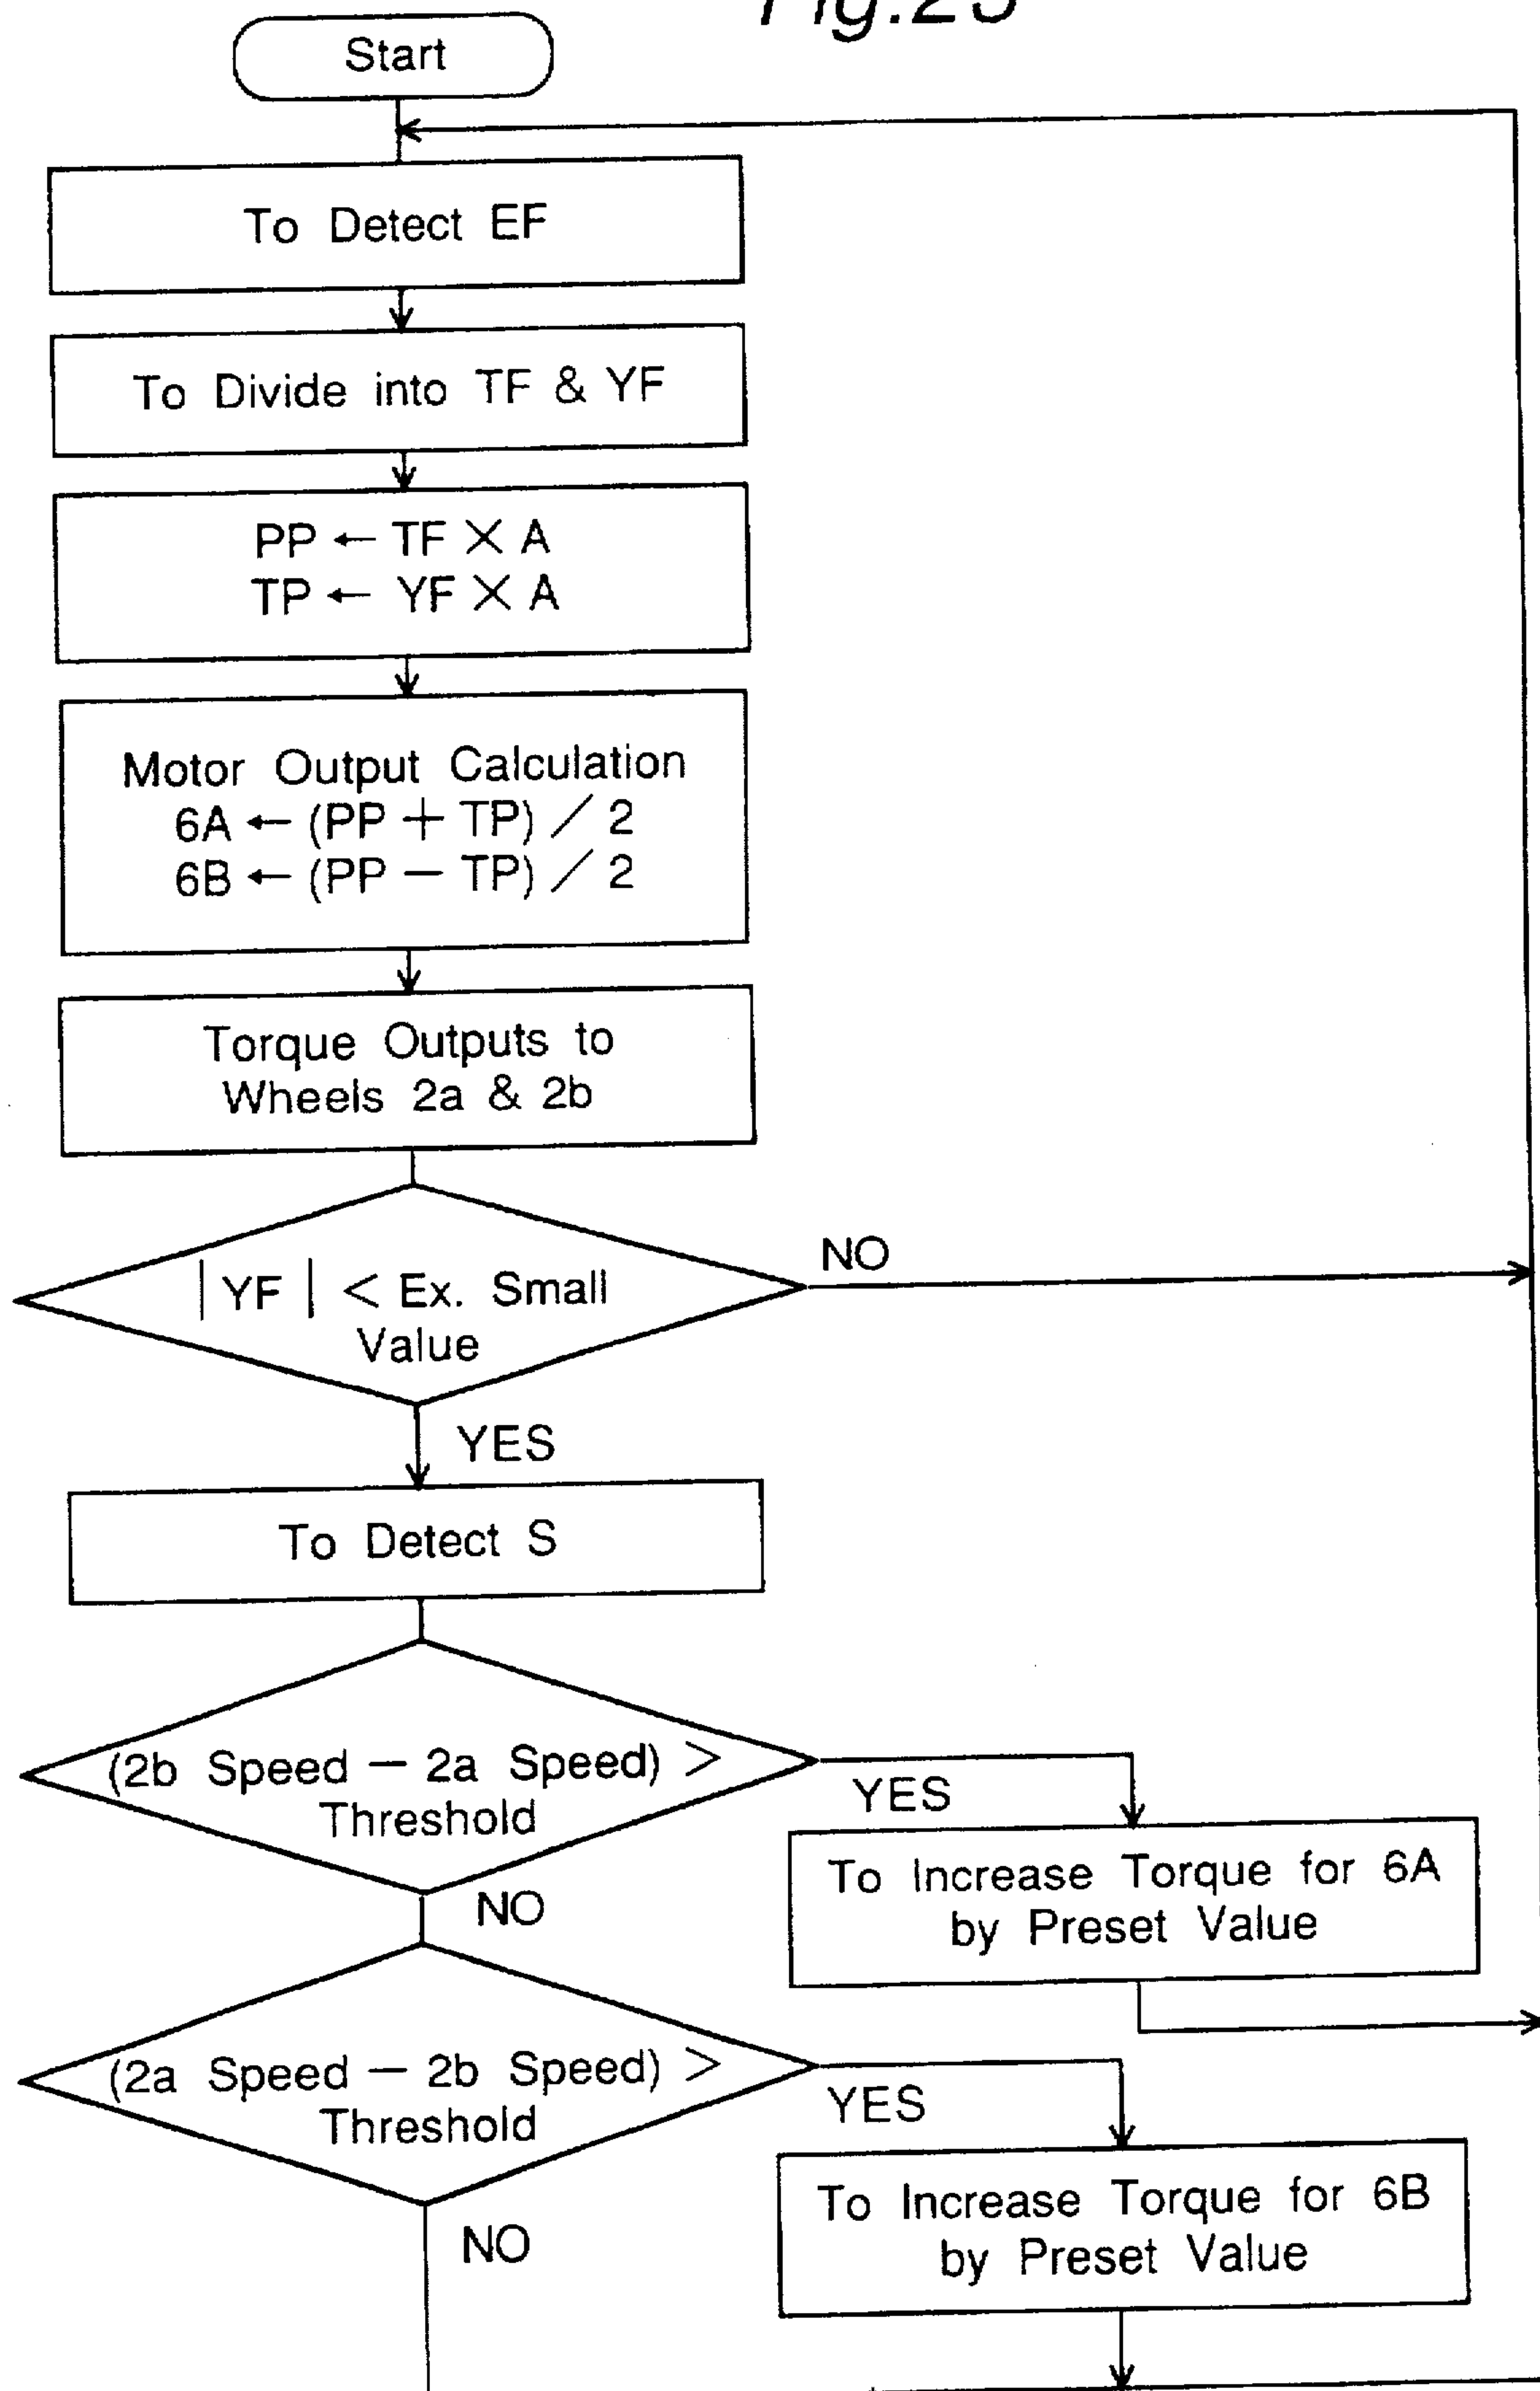 Start
To Detect EF
To Divide into TF & YF
PP ← TF × A
TP ← YF × A
Motor Output Calculation
6A ← (PP + TP) / 2
6B ← (PP − TP) / 2
Torque Outputs to
Wheels 2a & 2b
| YF | < Ex. Small
Value
NO
YES
To Detect S
(2b Speed − 2a Speed) >
Threshold
YES
To Increase Torque for 6A
by Preset Value
NO
(2a Speed − 2b Speed) >
Threshold
YES
To Increase Torque for 6B
by Preset Value
NO